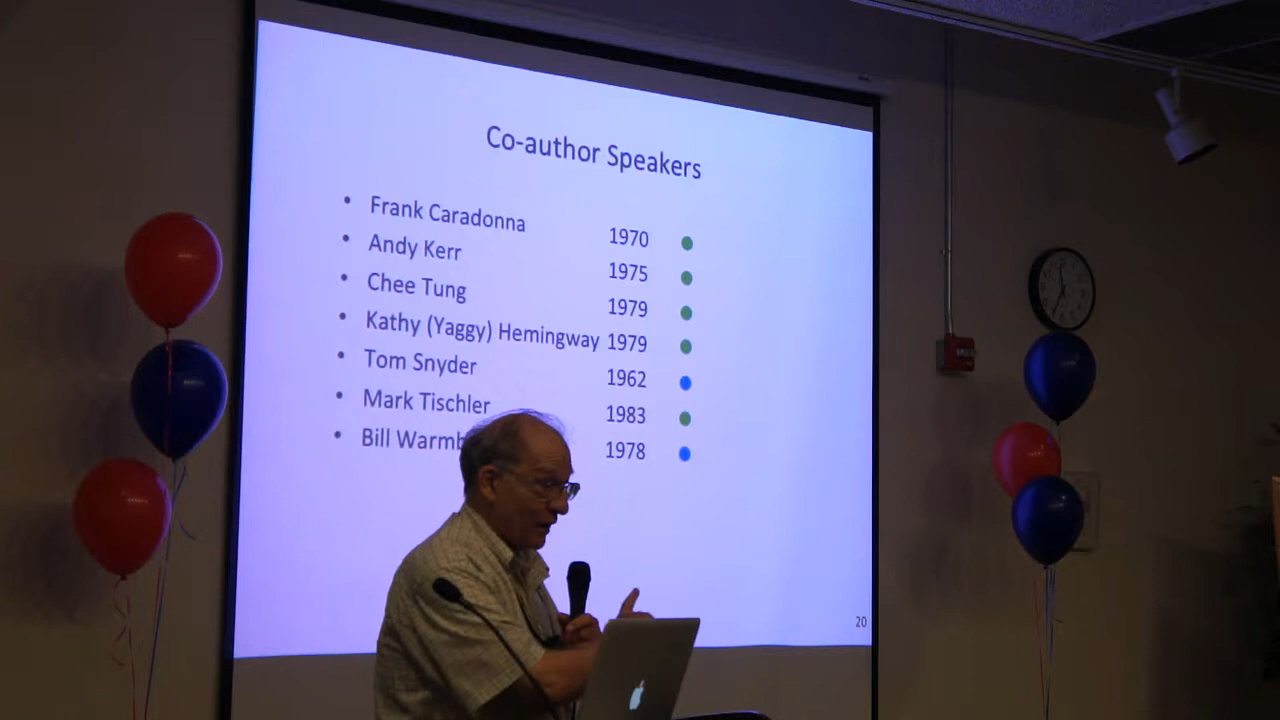 Co-author Speakers
• Frank Caradonna 1970
• Andy Kerr 1975
• Chee Tung 1979
• Kathy (Yaggy) Hemingway 1979
• Tom Snyder 1962
• Mark Tischler 1983
• Bill 1978
20